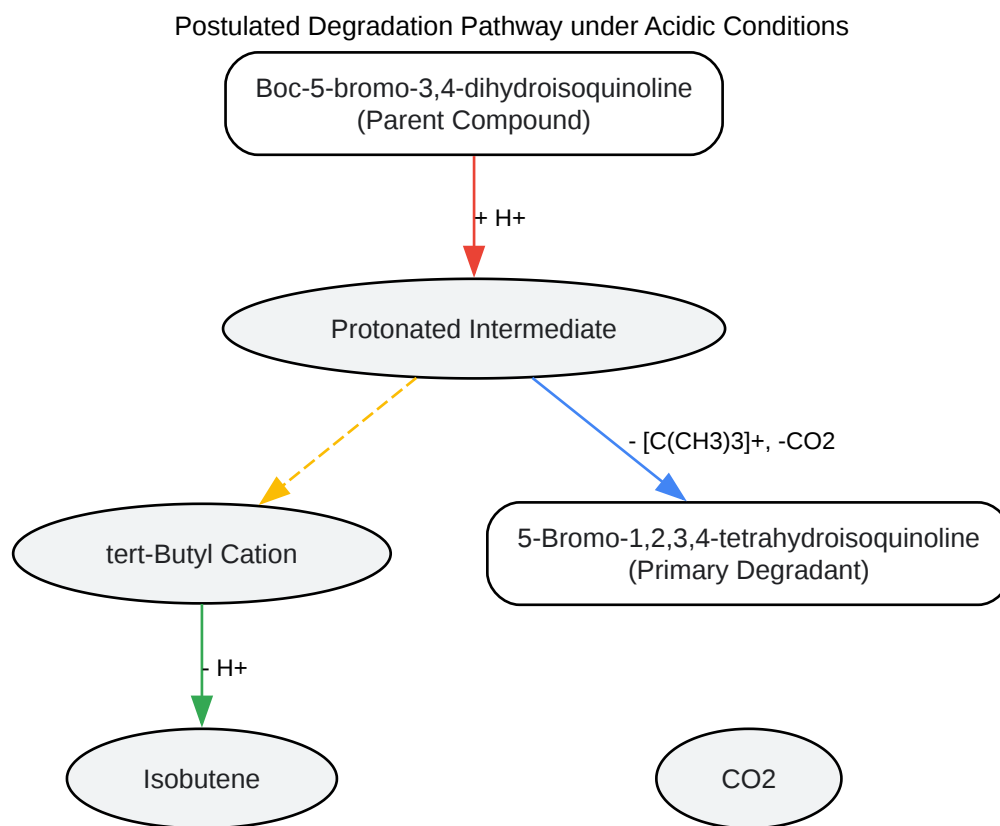 Postulated Degradation Pathway under Acidic Conditions
Boc-5-bromo-3,4-dihydroisoquinoline
(Parent Compound)
+ H+
Protonated Intermediate
- [C(CH3)3]+, -CO2
tert-Butyl Cation
5-Bromo-1,2,3,4-tetrahydroisoquinoline
(Primary Degradant)
- H+
Isobutene
CO2